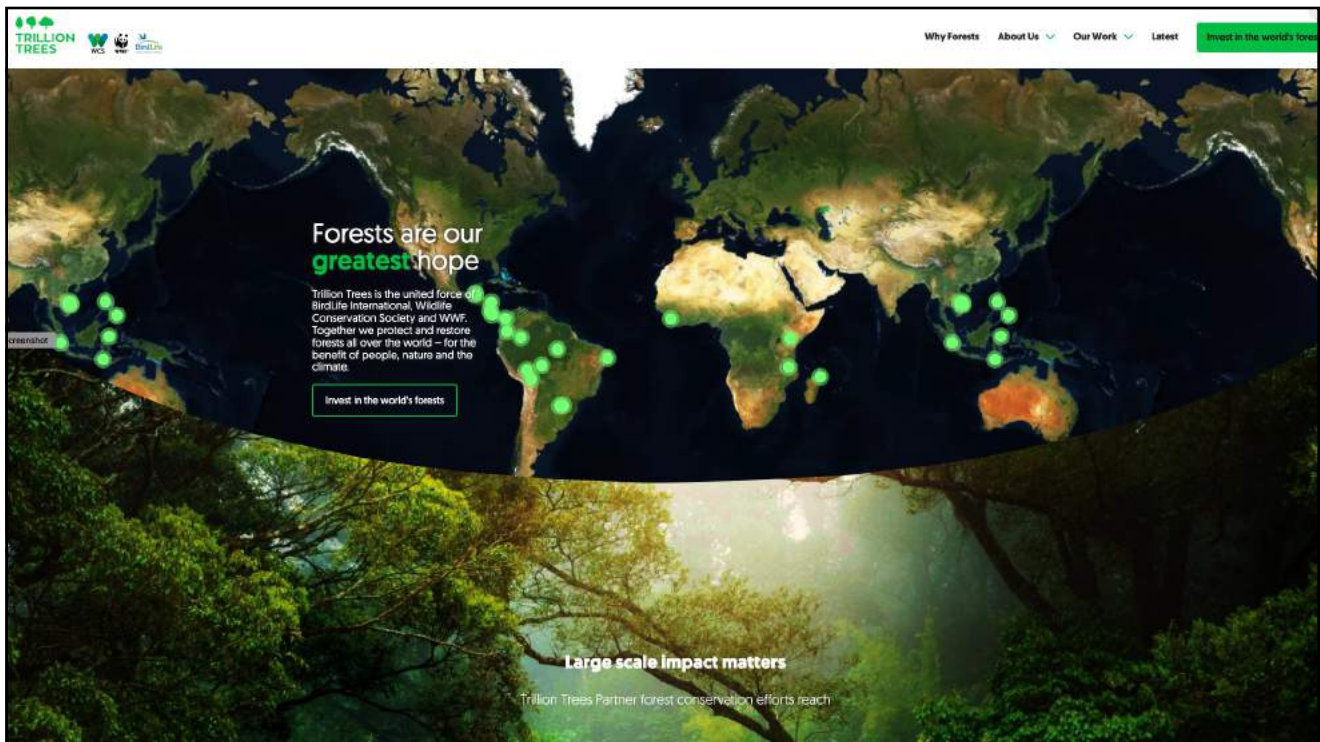 TRILLION
TREES
WCS
WWF
BirdLife
Why Forests
About Us
Our Work
Latest
Invest in the world's fores
Forests are our
greatest hope
Trillion Trees is the united force of
BirdLife International, Wildlife
Conservation Society and WWF.
Together we protect and restore
forests all over the world – for the
benefit of people, nature and the
climate.
Invest in the world's forests
creenshot
Large scale impact matters
Trillion Trees Partner forest conservation efforts reach